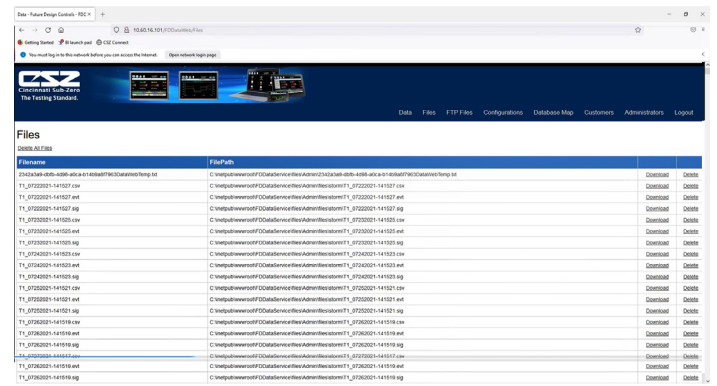 Data - Future Design Controls - FDC
10.60.16.101/FDDataWeb/Files
Getting Started BI launch pad CSZ Connect
You must log in to this network before you can access the Internet. Open network login page
CSZ
Cincinnati Sub-Zero
The Testing Standard.
Data Files FTP Files Configurations Database Map Customers Administrators Logout
Files
Delete All Files
Filename FilePath
Download Delete
T1_07222021-141527.csv C:\inetpub\wwwroot\FDDataService\files\Admin\files\storm\T1_07222021-141527.csv Download Delete
T1_07222021-141527.evt C:\inetpub\wwwroot\FDDataService\files\Admin\files\storm\T1_07222021-141527.evt Download Delete
T1_07222021-141527.sig C:\inetpub\wwwroot\FDDataService\files\Admin\files\storm\T1_07222021-141527.sig Download Delete
T1_07232021-141525.csv C:\inetpub\wwwroot\FDDataService\files\Admin\files\storm\T1_07232021-141525.csv Download Delete
T1_07232021-141525.evt C:\inetpub\wwwroot\FDDataService\files\Admin\files\storm\T1_07232021-141525.evt Download Delete
T1_07232021-141525.sig C:\inetpub\wwwroot\FDDataService\files\Admin\files\storm\T1_07232021-141525.sig Download Delete
T1_07242021-141523.csv C:\inetpub\wwwroot\FDDataService\files\Admin\files\storm\T1_07242021-141523.csv Download Delete
T1_07242021-141523.evt C:\inetpub\wwwroot\FDDataService\files\Admin\files\storm\T1_07242021-141523.evt Download Delete
T1_07242021-141523.sig C:\inetpub\wwwroot\FDDataService\files\Admin\files\storm\T1_07242021-141523.sig Download Delete
T1_07252021-141521.csv C:\inetpub\wwwroot\FDDataService\files\Admin\files\storm\T1_07252021-141521.csv Download Delete
T1_07252021-141521.evt C:\inetpub\wwwroot\FDDataService\files\Admin\files\storm\T1_07252021-141521.evt Download Delete
T1_07252021-141521.sig C:\inetpub\wwwroot\FDDataService\files\Admin\files\storm\T1_07252021-141521.sig Download Delete
T1_07262021-141519.csv C:\inetpub\wwwroot\FDDataService\files\Admin\files\storm\T1_07262021-141519.csv Download Delete
T1_07262021-141519.evt C:\inetpub\wwwroot\FDDataService\files\Admin\files\storm\T1_07262021-141519.evt Download Delete
T1_07262021-141519.sig C:\inetpub\wwwroot\FDDataService\files\Admin\files\storm\T1_07262021-141519.sig Download Delete
T1_07272021-141517.csv C:\inetpub\wwwroot\FDDataService\files\Admin\files\storm\T1_07272021-141517.csv Download Delete
T1_07262021-141519.evt C:\inetpub\wwwroot\FDDataService\files\Admin\files\storm\T1_07262021-141519.evt Download Delete
T1_07262021-141519.sig C:\inetpub\wwwroot\FDDataService\files\Admin\files\storm\T1_07262021-141519.sig Download Delete